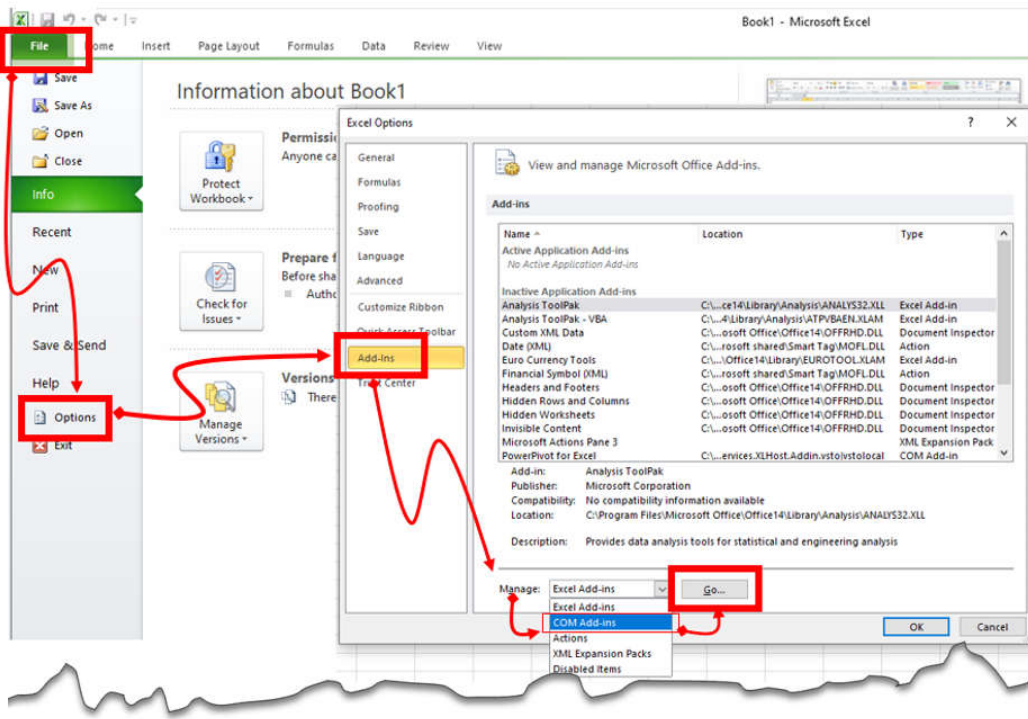 Book1 - Microsoft Excel
File Home Insert Page Layout Formulas Data Review View
Save
Save As
Open
Close
Info
Recent
New
Print
Save & Send
Help
Options
Exit
Information about Book1
Protect
Workbook
Permissi
Anyone ca
Check for
Issues
Prepare f
Before sha
Autho
Manage
Versions
Versions
There
Excel Options
? X
General
Formulas
Proofing
Save
Language
Advanced
Customize Ribbon
Quick Access Toolbar
Add-Ins
Trust Center
View and manage Microsoft Office Add-ins.
Add-ins
Name Location Type
Active Application Add-ins
No Active Application Add-ins
Inactive Application Add-ins
Analysis ToolPak C:\...ce14\Library\Analysis\ANALYS32.XLL Excel Add-in
Analysis ToolPak - VBA C:\...4\Library\Analysis\ATPVBAEN.XLAM Excel Add-in
Custom XML Data C:\...osoft Office\Office14\OFFRHD.DLL Document Inspector
Date (XML) C:\...rosoft shared\Smart Tag\MOFL.DLL Action
Euro Currency Tools C:\...\Office14\Library\EUROTOOL.XLAM Excel Add-in
Financial Symbol (XML) C:\...rosoft shared\Smart Tag\MOFL.DLL Action
Headers and Footers C:\...osoft Office\Office14\OFFRHD.DLL Document Inspector
Hidden Rows and Columns C:\...osoft Office\Office14\OFFRHD.DLL Document Inspector
Hidden Worksheets C:\...osoft Office\Office14\OFFRHD.DLL Document Inspector
Invisible Content C:\...osoft Office\Office14\OFFRHD.DLL Document Inspector
Microsoft Actions Pane 3 XML Expansion Pack
PowerPivot for Excel C:\...ervices.XLHost.Addin.vsto|vstolocal COM Add-in
Add-in: Analysis ToolPak
Publisher: Microsoft Corporation
Compatibility: No compatibility information available
Location: C:\Program Files\Microsoft Office\Office14\Library\Analysis\ANALYS32.XLL
Description: Provides data analysis tools for statistical and engineering analysis
Manage: Excel Add-ins Go...
Excel Add-ins
COM Add-ins
Actions
XML Expansion Packs
Disabled Items
OK Cancel